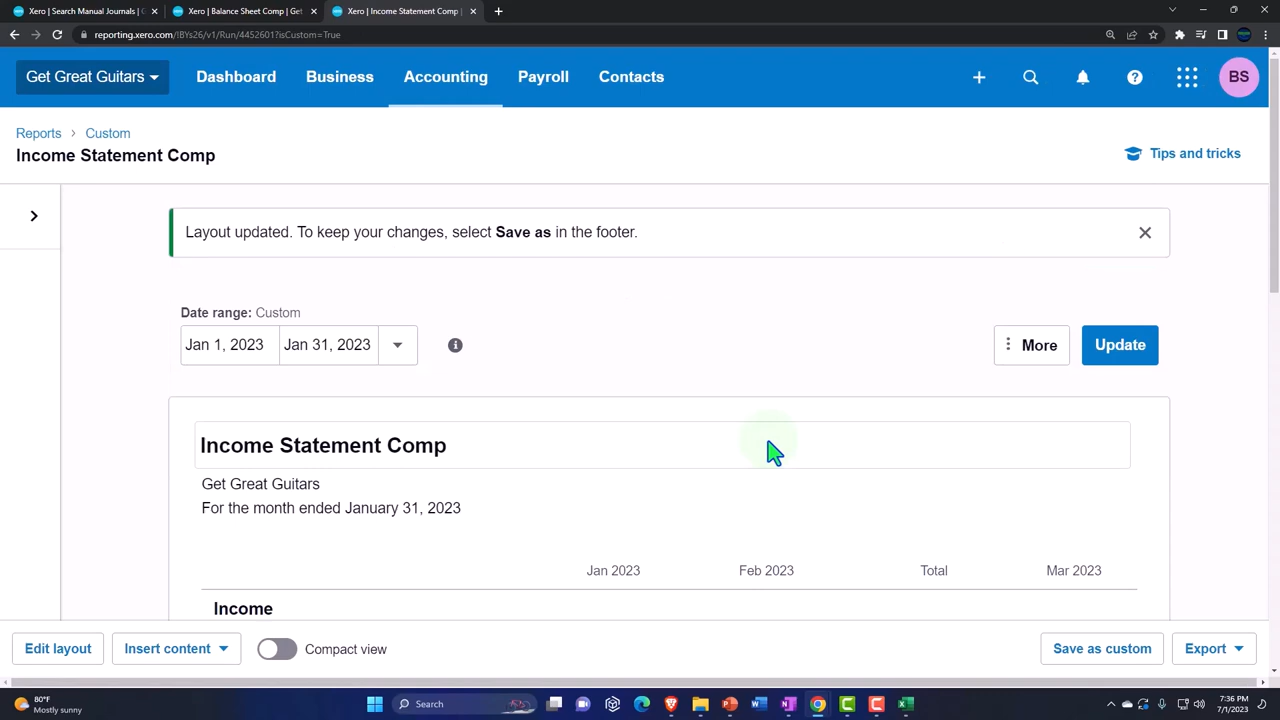 Xero | Search Manual Journals | G
Xero | Balance Sheet Comp | Get
Xero | Income Statement Comp |
reporting.xero.com/IBYs26/v1/Run/4452601?isCustom=True
Get Great Guitars
Dashboard
Business
Accounting
Payroll
Contacts
BS
Reports
Custom
Income Statement Comp
Tips and tricks
Layout updated. To keep your changes, select Save as in the footer.
Date range: Custom
Jan 1, 2023
Jan 31, 2023
More
Update
Income Statement Comp
Get Great Guitars
For the month ended January 31, 2023
Jan 2023
Feb 2023
Total
Mar 2023
Income
Edit layout
Insert content
Compact view
Save as custom
Export
80°F
Mostly sunny
Search
7:36 PM
7/1/2023